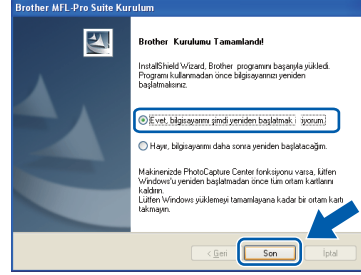 Brother MFL-Pro Suite Kurulum
Brother Kurulumu Tamamlandı!
InstallShield Wizard, Brother programını başarıyla yükledi.
Programı kullanmadan önce bilgisayarınızı yeniden
başlatmalısınız.
Evet, bilgisayarımı şimdi yeniden başlatmak i yorum.
Hayır, bilgisayarımı daha sonra yeniden başlatacağım.
Makinenizde PhotoCapture Center fonksiyonu varsa, lütfen
Windows'u yeniden başlatmadan önce tüm ortam kartlarını
kaldırın.
Lütfen Windows yüklemeyi tamamlayana kadar bir ortam kartı
takmayın.
< Geri
Son
İptal